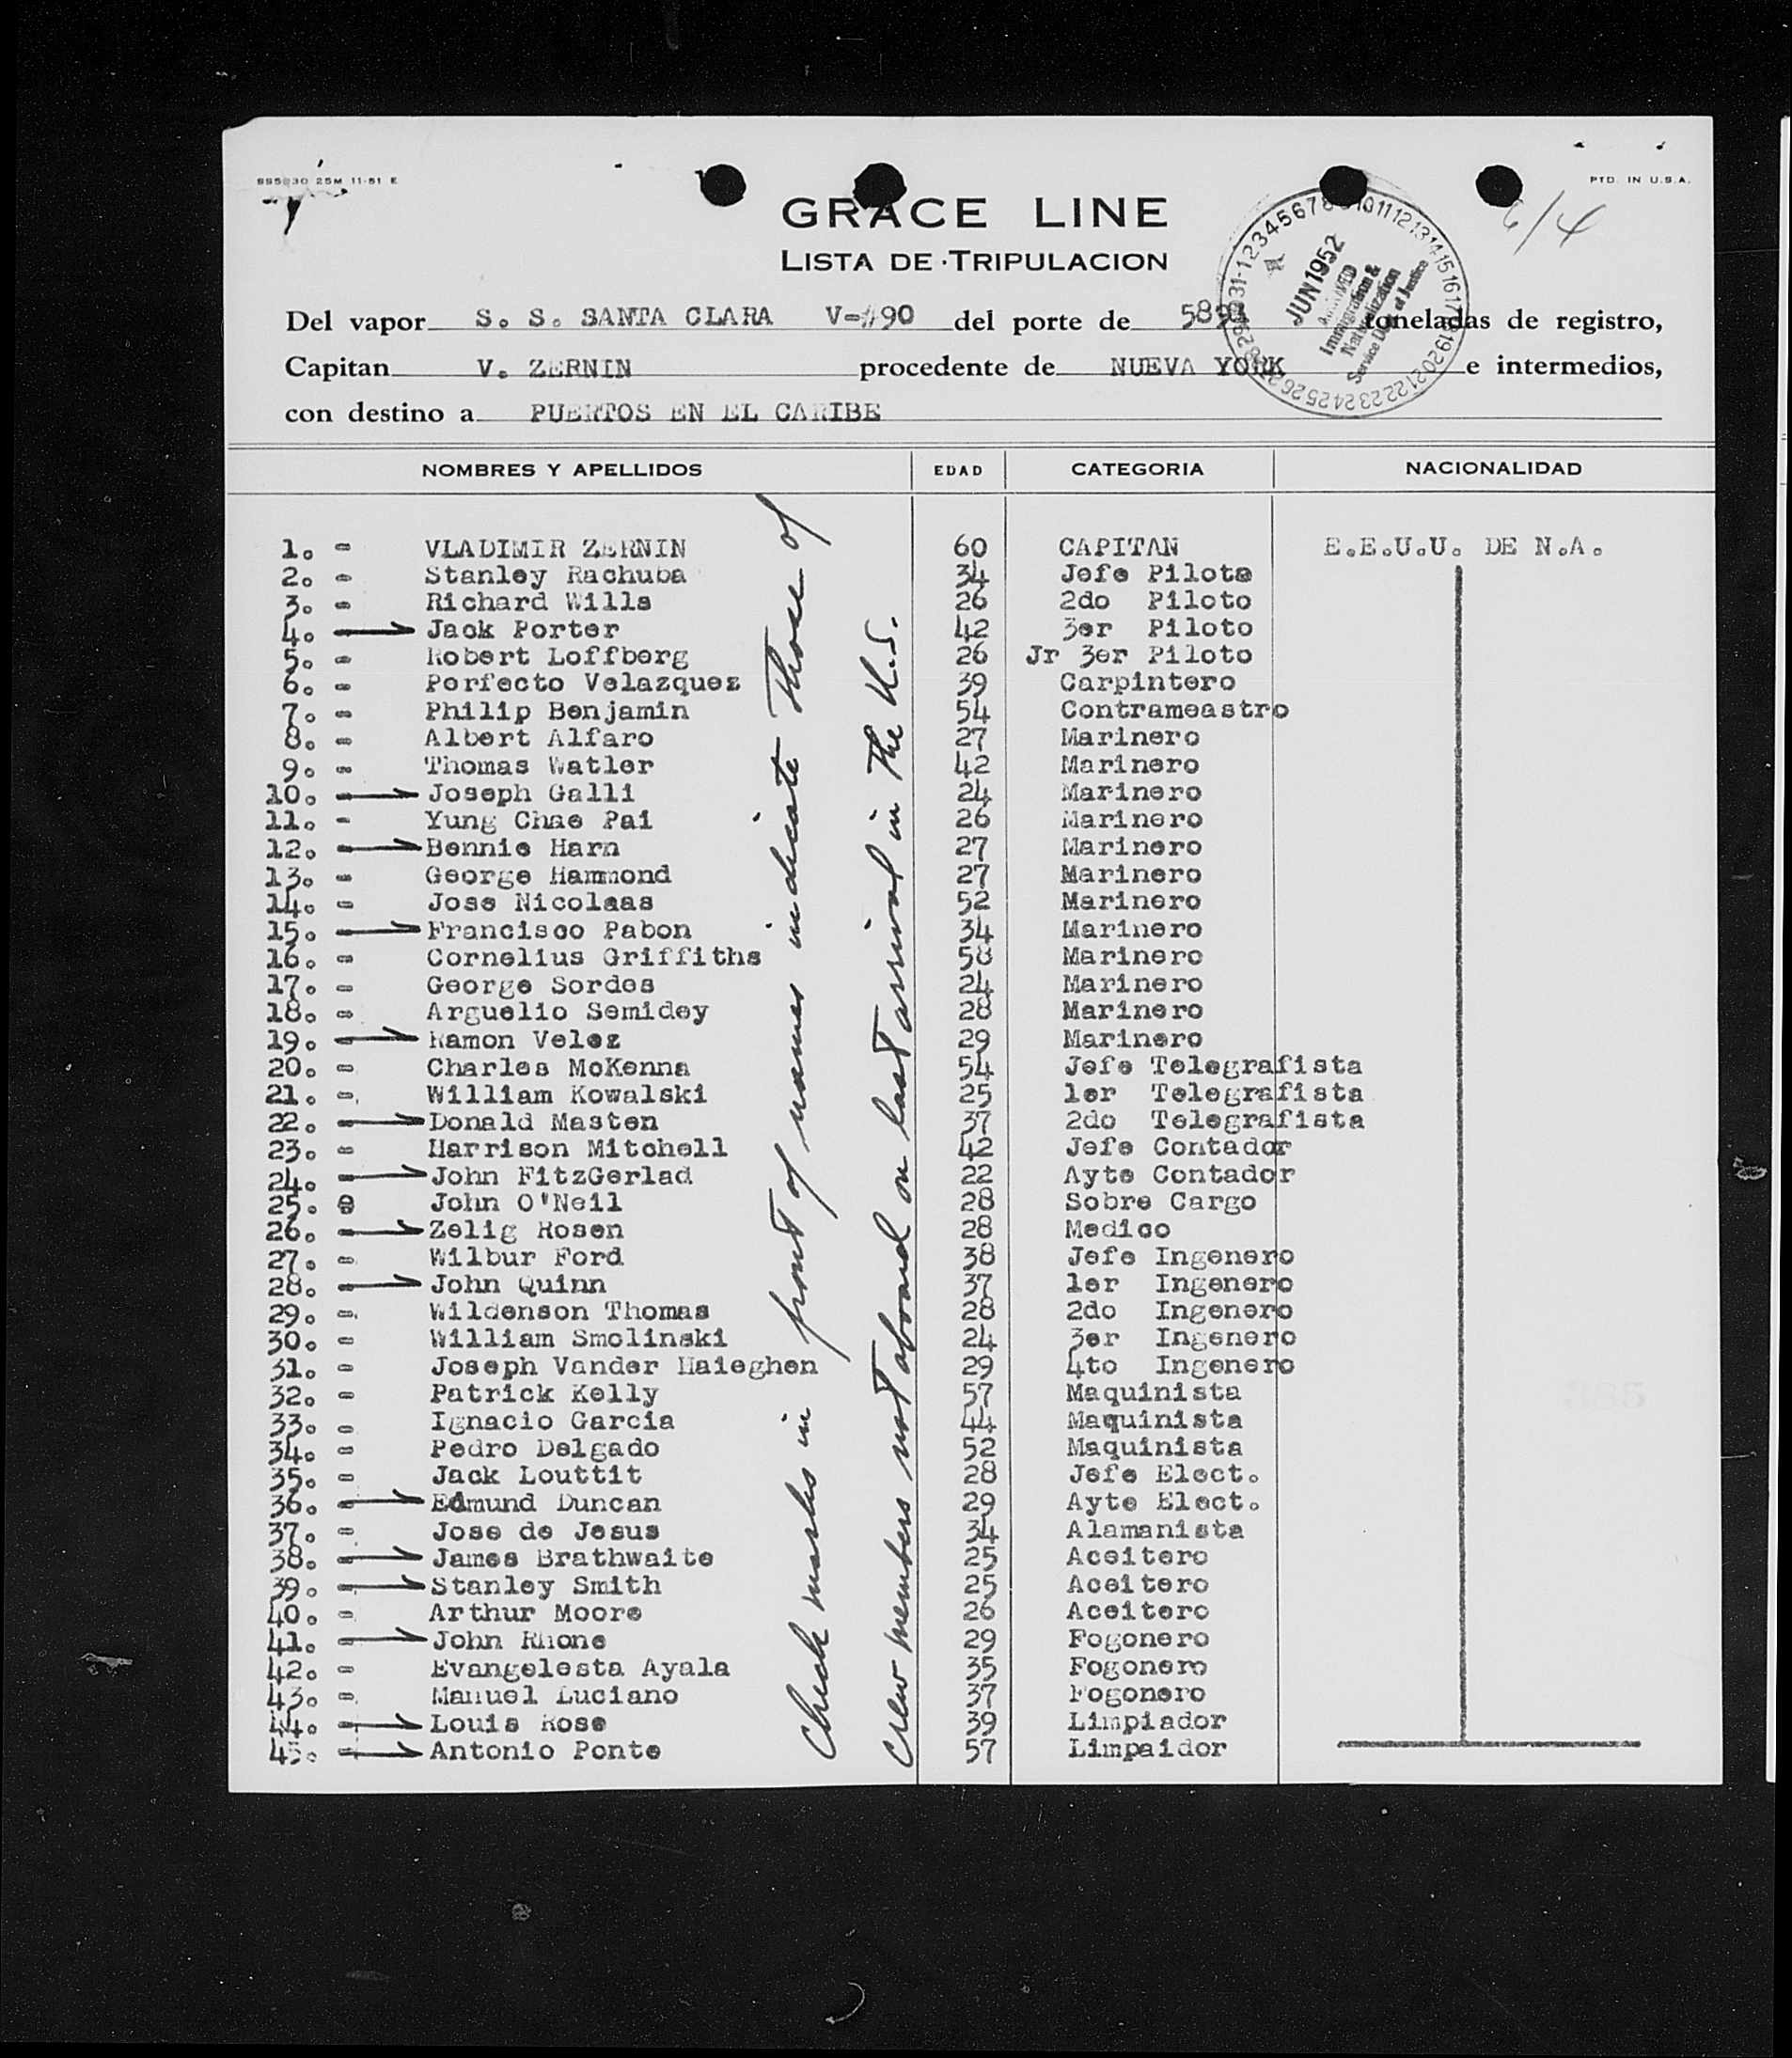 PTD. IN U.S.A.
6/4
GRACE LINE
LISTA DE TRIPULACION
JUN 1952
Immigration &
Naturalization
Service Dept. of Justice
Del vapor S. S. SANTA CLARA V-#90 del porte de 5891 toneladas de registro,
Capitan V. ZERNIN procedente de NUEVA YORK e intermedios,
con destino a PUERTOS EN EL CARIBE
NOMBRES Y APELLIDOS EDAD CATEGORIA NACIONALIDAD
1. - VLADIMIR ZERNIN 60 CAPITAN E.E.U.U. DE N.A.
2. - Stanley Rachuba 34 Jefe Pilote
3. - Richard Wills 26 2do Piloto
4. - Jack Porter 42 3er Piloto
5. - Robert Loffberg 26 Jr 3er Piloto
6. - Perfecto Velazquez 39 Carpintero
7. - Philip Benjamin 54 Contrameastro
8. - Albert Alfaro 27 Marinero
9. - Thomas Watler 42 Marinero
10. - Joseph Galli 24 Marinero
11. - Yung Chae Pai 26 Marinero
12. - Bennie Harn 27 Marinero
13. - George Hammond 27 Marinero
14. - Jose Nicolaas 52 Marinero
15. - Francisco Pabon 34 Marinero
16. - Cornelius Griffiths 58 Marinero
17. - George Sordes 24 Marinero
18. - Arguelio Semidey 28 Marinero
19. - Ramon Velez 29 Marinero
20. - Charles McKenna 54 Jefe Telegrafista
21. - William Kowalski 25 1er Telegrafista
22. - Donald Masten 37 2do Telegrafista
23. - Harrison Mitchell 42 Jefe Contador
24. - John FitzGerlad 22 Ayte Contador
25. John O'Neil 28 Sobre Cargo
26. - Zelig Rosen 28 Medico
27. - Wilbur Ford 38 Jefe Ingenero
28. - John Quinn 37 1er Ingenero
29. - Wildenson Thomas 28 2do Ingenero
30. - William Smolinski 24 3er Ingenero
31. - Joseph Vander Haieghen 29 4to Ingenero
32. - Patrick Kelly 57 Maquinista
33. - Ignacio Garcia 44 Maquinista
34. - Pedro Delgado 52 Maquinista
35. - Jack Louttit 28 Jefe Elect.
36. - Edmund Duncan 29 Ayte Elect.
37. - Jose de Jesus 34 Alamanista
38. - James Brathwaite 25 Aceitero
39. - Stanley Smith 25 Aceitero
40. - Arthur Moore 26 Aceitero
41. - John Rhone 29 Fogonero
42. - Evangelesta Ayala 35 Fogonero
43. - Manuel Luciano 37 Fogonero
44. - Louis Rose 39 Limpiador
45. - Antonio Ponte 57 Limpaidor
Check marks in front of names indicate those of
Crew members not aboard on last arrival in the U.S.